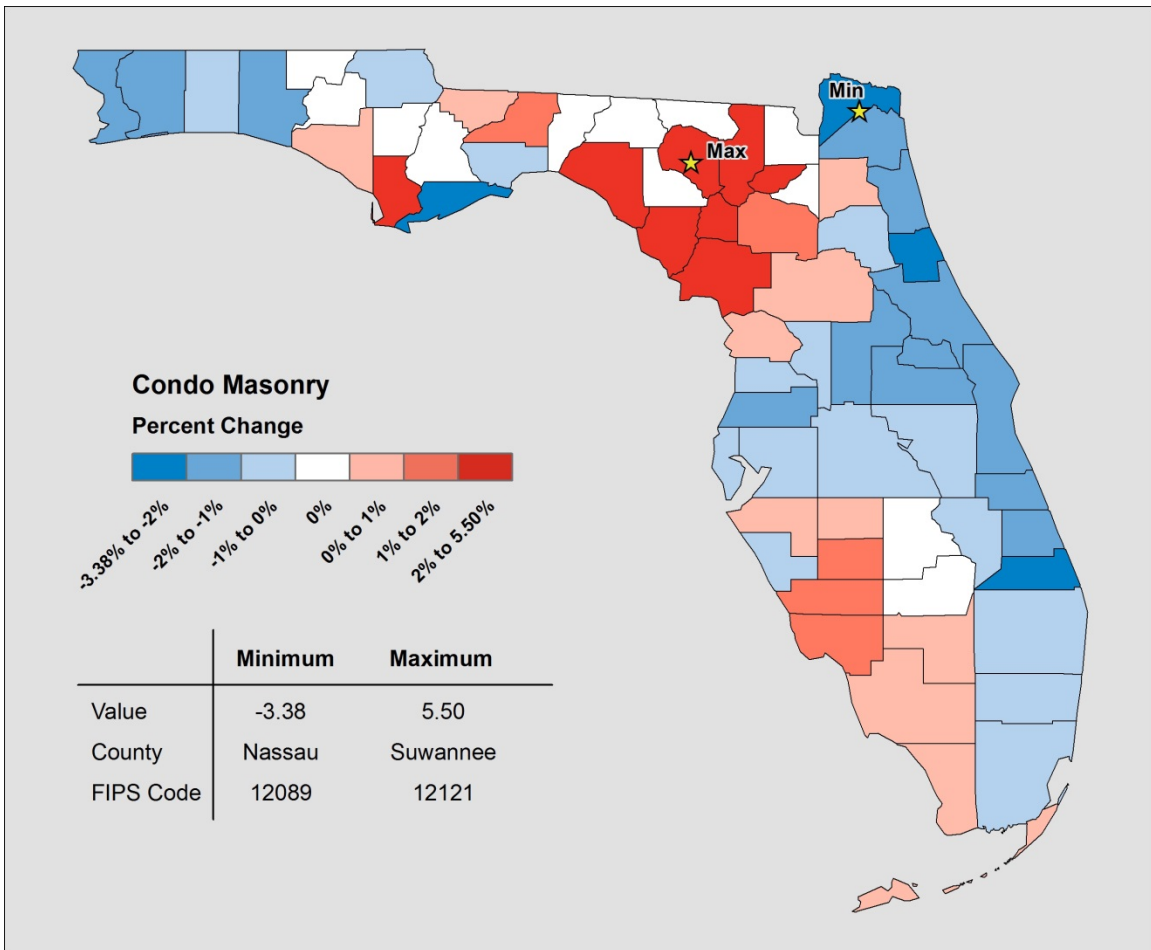 Min
Max
Condo Masonry
Percent Change
-3.38% to -2%
-2% to -1%
-1% to 0%
0%
0% to 1%
1% to 2%
2% to 5.50%
Minimum Maximum
Value -3.38 5.50
County Nassau Suwannee
FIPS Code 12089 12121